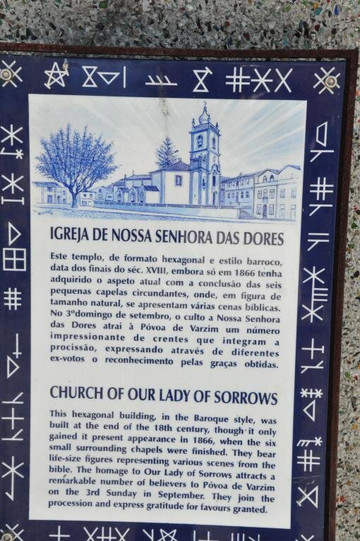 IGREJA DE NOSSA SENHORA DAS DORES
Este templo, de formato hexagonal e estilo barroco,
data dos finais do séc. XVIII, embora só em 1866 tenha
adquirido o aspeto atual com a conclusão das seis
pequenas capelas circundantes, onde, em figura de
tamanho natural, se apresentam várias cenas bíblicas.
No 3ºdomingo de setembro, o culto a Nossa Senhora
das Dores atrai à Póvoa de Varzim um número
impressionante de crentes que integram a
procissão, expressando através de diferentes
ex-votos o reconhecimento pelas graças obtidas.
CHURCH OF OUR LADY OF SORROWS
This hexagonal building, in the Baroque style, was
built at the end of the 18th century, though it only
gained it present appearance in 1866, when the six
small surrounding chapels were finished. They bear
life-size figures representing various scenes from the
bible. The homage to Our Lady of Sorrows attracts a
remarkable number of believers to Póvoa de Varzim
on the 3rd Sunday in September. They join the
procession and express gratitude for favours granted.